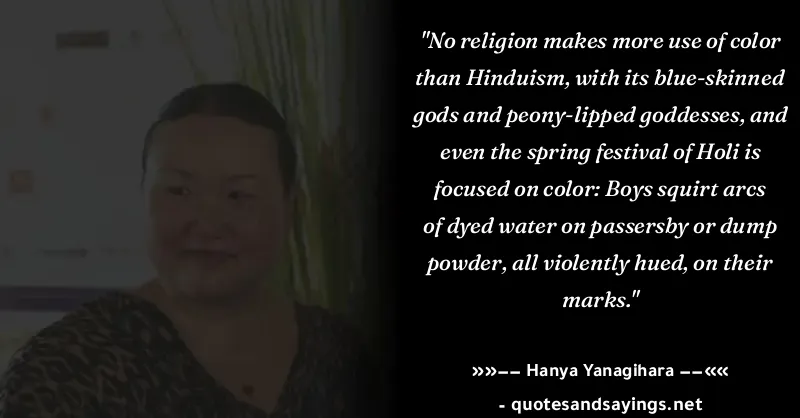 "No religion makes more use of color
than Hinduism, with its blue-skinned
gods and peony-lipped goddesses, and
even the spring festival of Holi is
focused on color: Boys squirt arcs
of dyed water on passersby or dump
powder, all violently hued, on their
marks."
»»–– Hanya Yanagihara ––««
- quotesandsayings.net